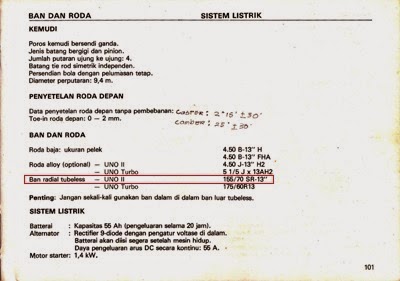 BAN DAN RODA SISTEM LISTRIK
KEMUDI
Poros kemudi bersendi ganda.
Jenis batang bergigi dan pinion.
Jumlah putaran ujung ke ujung: 4.
Batang tie rod simetrik independen.
Persendian bola dengan pelumasan tetap.
Diameter perputaran: 9,4 m.
PENYETELAN RODA DEPAN
Data penyetelan roda depan tanpa pembebanan: Caster: 2° 15' ± 30'
Toe-in roda depan: 0 — 2 mm. Camber: 25' ± 30'
BAN DAN RODA
Roda baja: ukuran pelek 4.50 B-13" H
4.50 B-13" FHA
Roda alloy (optional) — UNO II 4.50 J-13" H2
— UNO Turbo 5 1/5 J x 13AH2
Ban radial tubeless — UNO II 155/70 SR-13"
— UNO Turbo 175/60R13
Penting: Jangan sekali-kali gunakan ban dalam di dalam ban luar tubeless.
SISTEM LISTRIK
Batterai : Kapasitas 55 Ah (pengeluaran selama 20 jam).
Alternator : Rectifier 9-diode dengan pengatur voltase di dalam.
Batterai akan diisi segera setelah mesin hidup.
Daya pengeluaran arus DC secara kontinu: 55 A.
Motor starter: 1,4 kW.
101